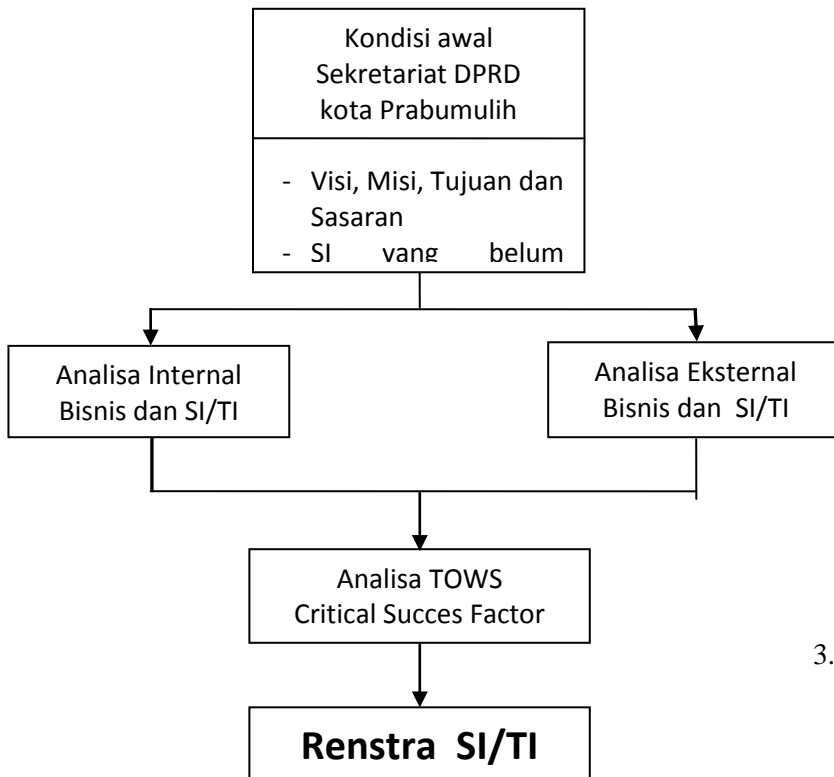 Kondisi awal
Sekretariat DPRD
kota Prabumulih
- Visi, Misi, Tujuan dan
Sasaran
- SI yang belum
Analisa Internal
Bisnis dan SI/TI
Analisa Eksternal
Bisnis dan SI/TI
Analisa TOWS
Critical Succes Factor
3.
Renstra SI/TI